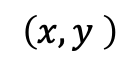 (x, y )